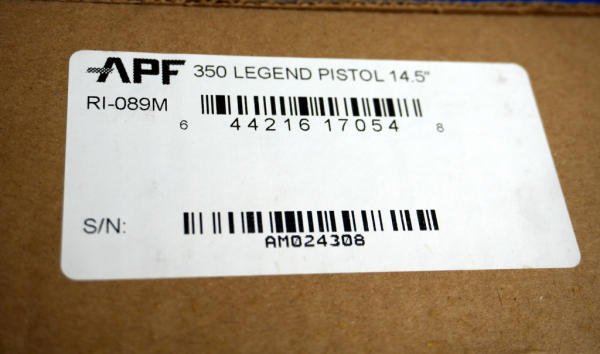 APF 350 LEGEND PISTOL 14.5"
RI-089M
6 44216 17054 8
S/N:
AM024308